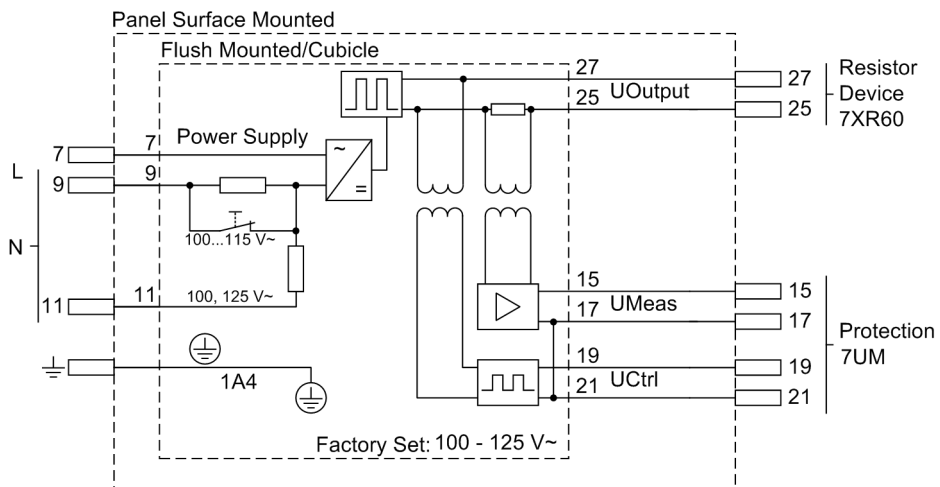 Panel Surface Mounted
Flush Mounted/Cubicle
27
27
Resistor
Device
7XR60
25
UOutput
25
Power Supply
7
7
~
=
L
9
9
100...115 V~
N
11
11
100, 125 V~
15
15
UMeas
17
17
Protection
7UM
19
19
UCtrl
21
21
1A4
Factory Set: 100 - 125 V~